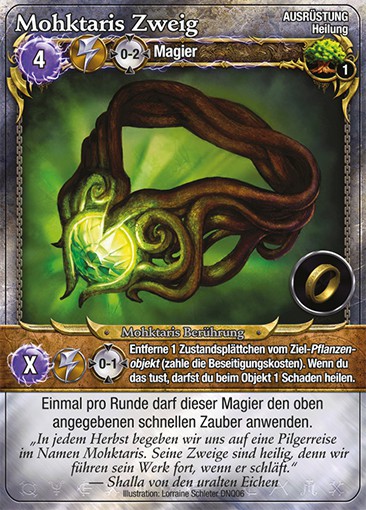 Mohktaris Zweig
AUSRÜSTUNG
Heilung
4
0-2
Magier
1
Mohktaris Berührung
X
0-1
Entferne 1 Zustandsplättchen vom Ziel-Pflanzen-
objekt (zahle die Beseitigungskosten). Wenn du
das tust, darfst du beim Objekt 1 Schaden heilen.
Einmal pro Runde darf dieser Magier den oben
angegebenen schnellen Zauber anwenden.
„In jedem Herbst begeben wir uns auf eine Pilgerreise
im Namen Mohktaris. Seine Zweige sind heilig, denn wir
führen sein Werk fort, wenn er schläft.“
— Shalla von den uralten Eichen
Illustration: Lorraine Schleter DNQ06